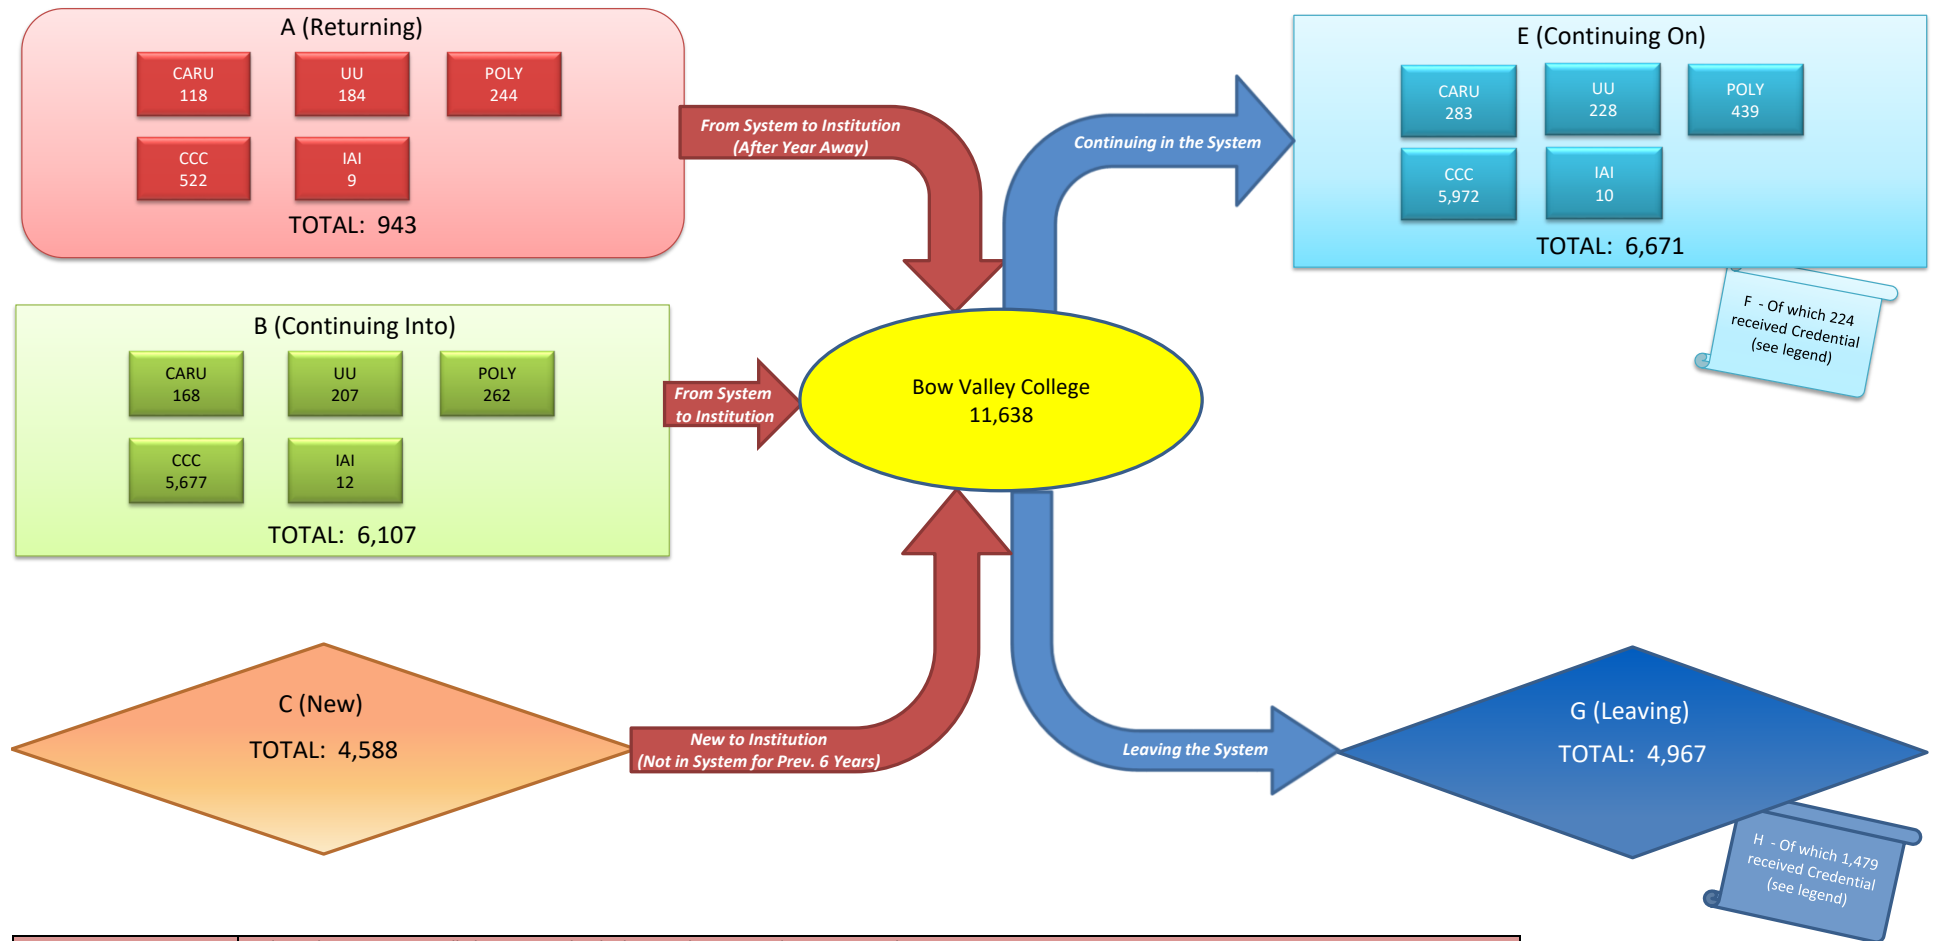 A (Returning)
CARU
118
UU
184
POLY
244
CCC
522
IAI
9
TOTAL: 943
From System to Institution
(After Year Away)
B (Continuing Into)
CARU
168
UU
207
POLY
262
CCC
5,677
IAI
12
TOTAL: 6,107
From System
to Institution
C (New)
TOTAL: 4,588
New to Institution
(Not in System for Prev. 6 Years)
Bow Valley College
11,638
Continuing in the System
E (Continuing On)
CARU
283
UU
228
POLY
439
CCC
5,972
IAI
10
TOTAL: 6,671
F - Of which 224
received Credential
(see legend)
Leaving the System
G (Leaving)
TOTAL: 4,967
H - Of which 1,479
received Credential
(see legend)